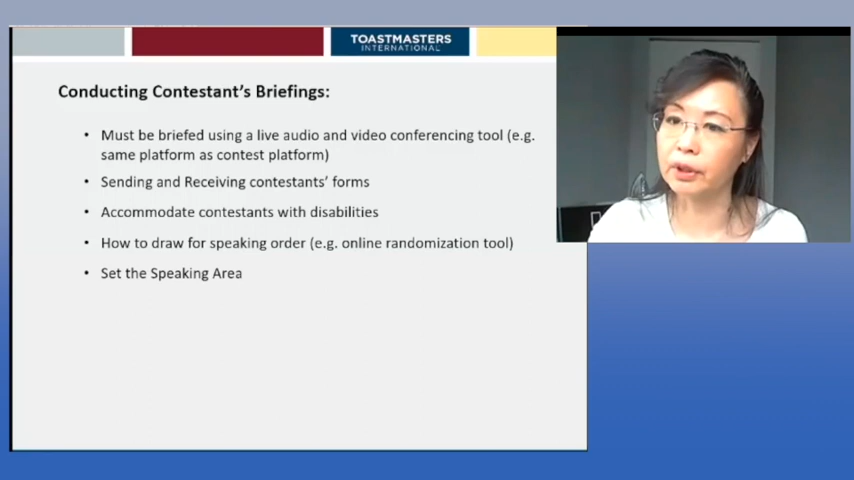 TOASTMASTERS
INTERNATIONAL
Conducting Contestant's Briefings:
• Must be briefed using a live audio and video conferencing tool (e.g.
same platform as contest platform)
• Sending and Receiving contestants' forms
• Accommodate contestants with disabilities
• How to draw for speaking order (e.g. online randomization tool)
• Set the Speaking Area